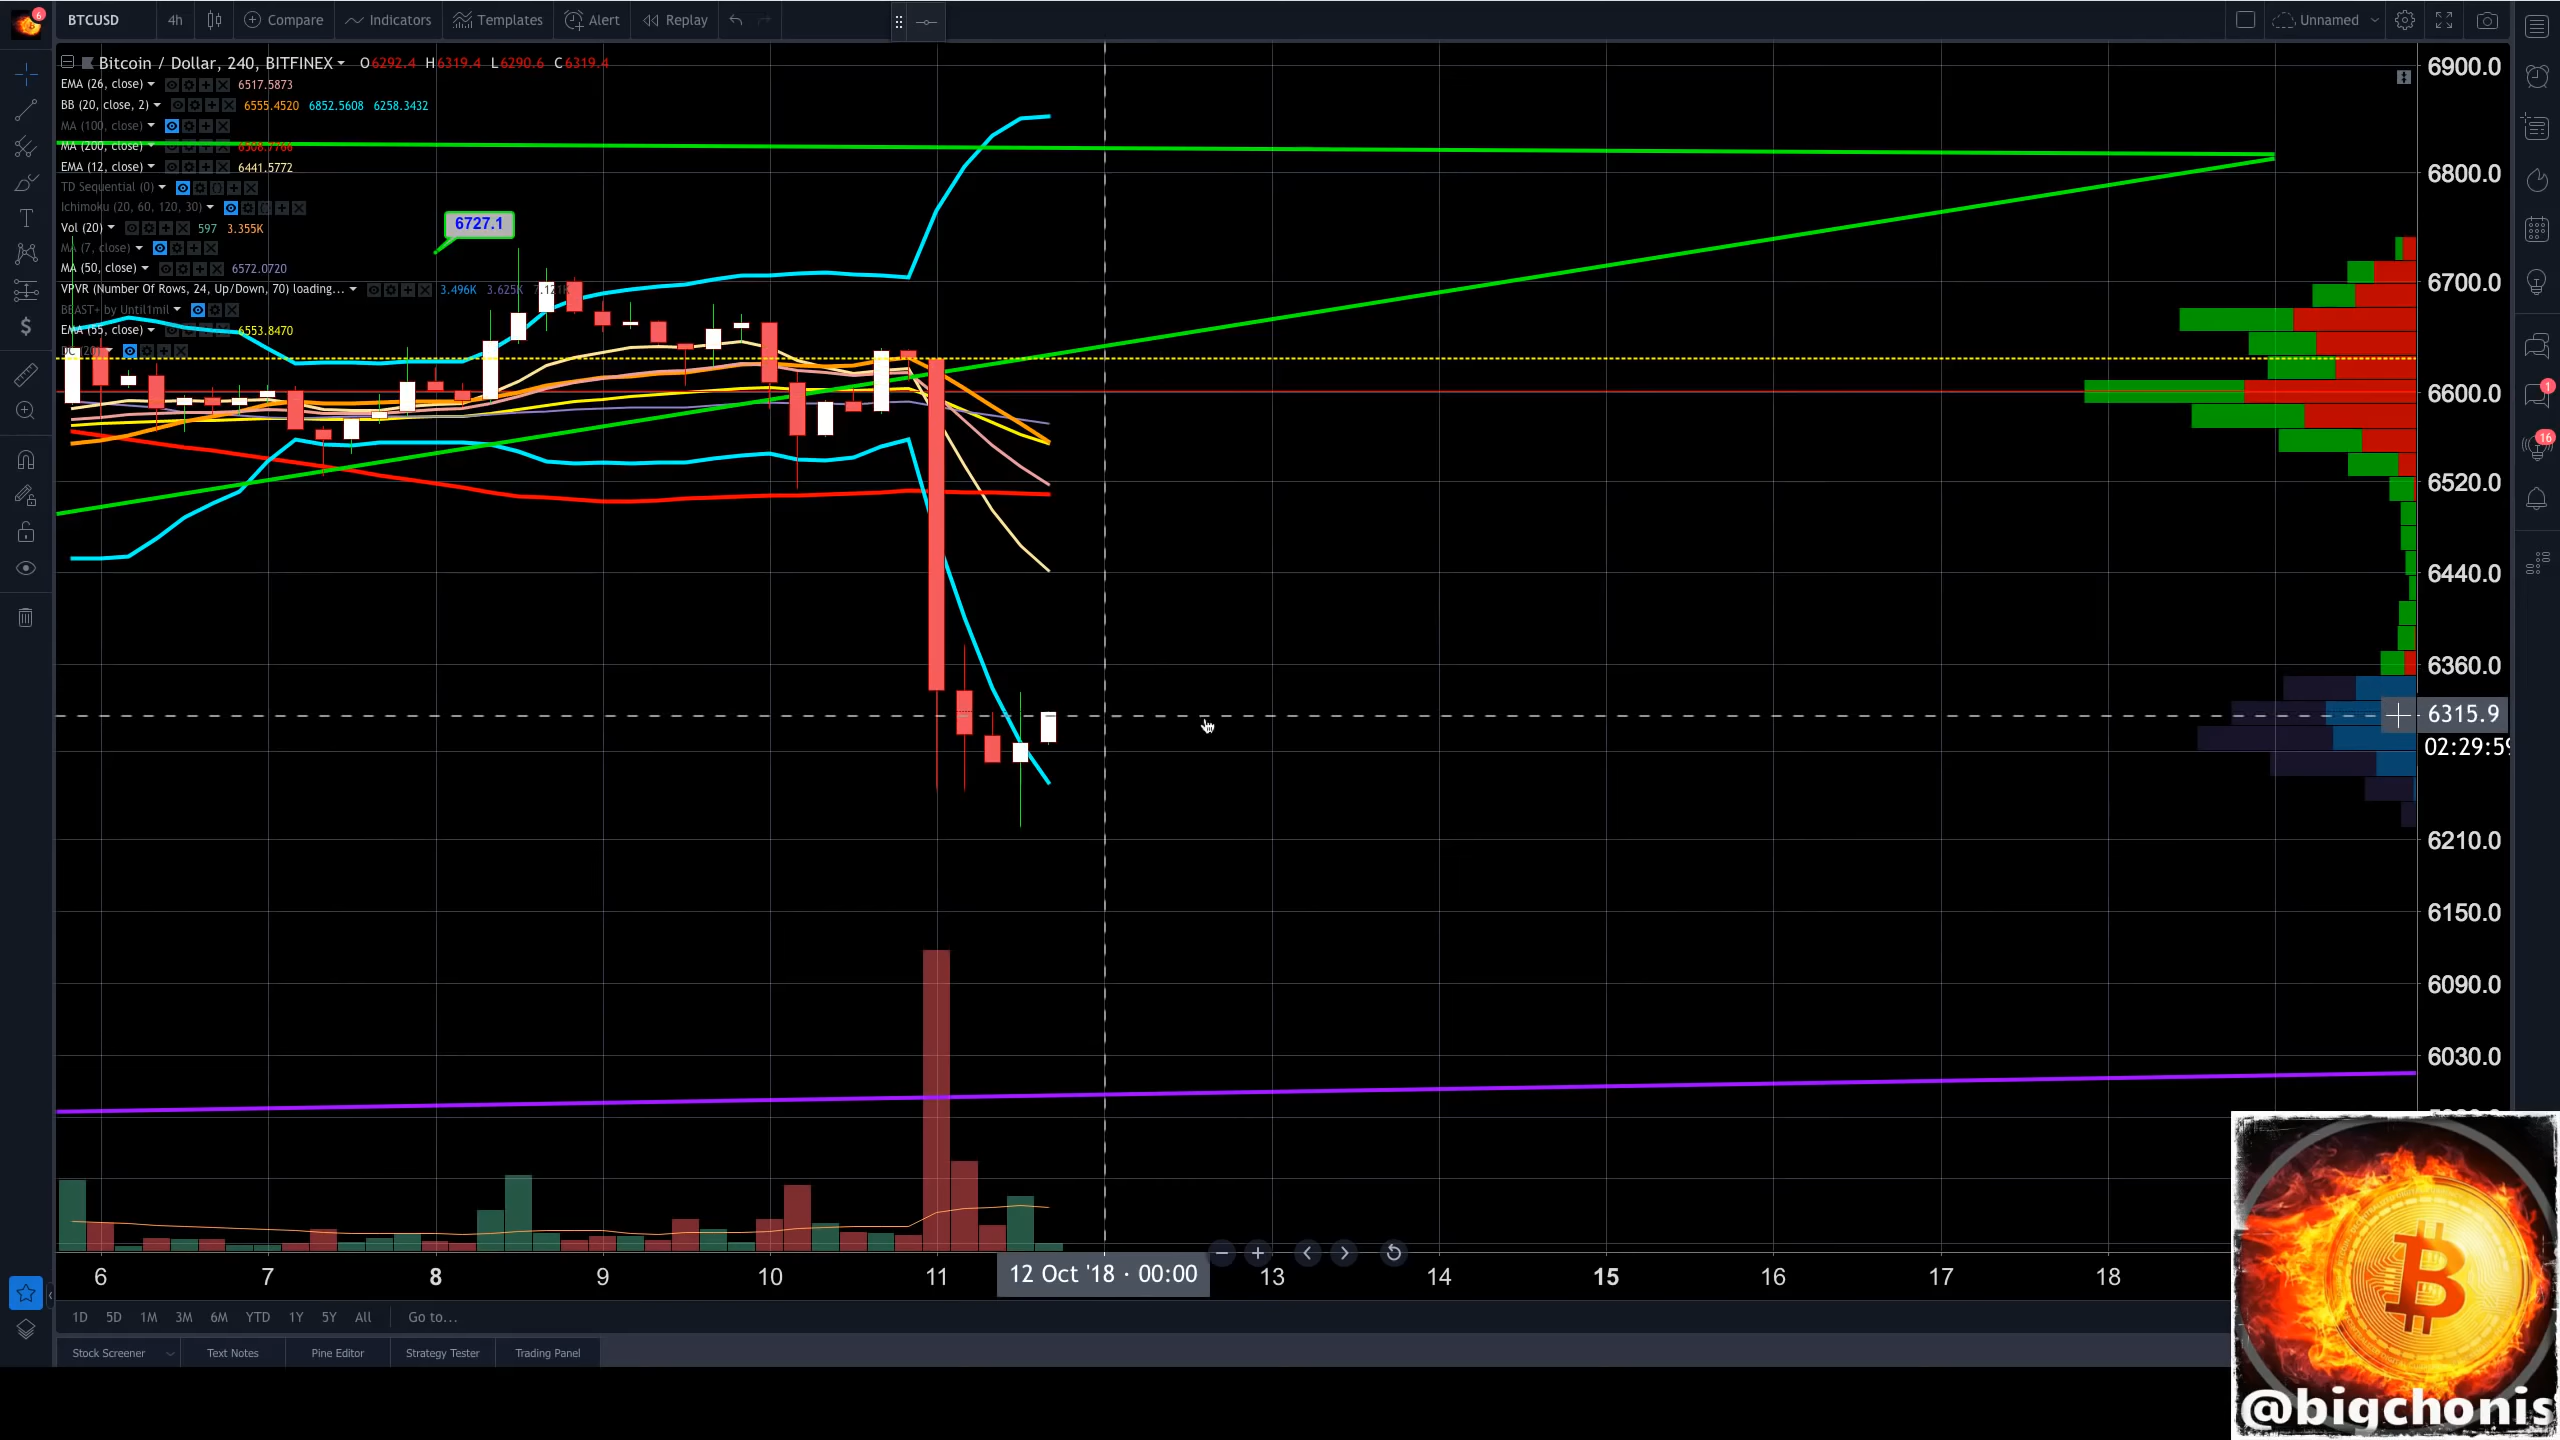 6
BTCUSD 4h Compare Indicators Templates Alert Replay Unnamed
Bitcoin / Dollar, 240, BITFINEX O6292.4 H6319.4 L6290.6 C6319.4
EMA (26, close) 6517.5873
BB (20, close, 2) 6555.4520 6852.5608 6258.3432
MA (100, close)
MA (200, close)
EMA (12, close) 6441.5772
TD Sequential (0)
Ichimoku (20, 60, 120, 30)
Vol (20) 597 3.355K
MA (7, close)
MA (50, close) 6572.0720
VPVR (Number Of Rows, 24, Up/Down, 70) loading... 3.496K 3.625K 7.121K
BEAST+ by Until1mil
EMA (55, close) 6553.8470
6727.1
6900.0
6800.0
6700.0
6600.0
6520.0
6440.0
6360.0
6315.9
02:29:59
6210.0
6150.0
6090.0
6030.0
1
16
6 7 8 9 10 11 12 Oct '18 · 00:00 13 14 15 16 17 18
1D 5D 1M 3M 6M YTD 1Y 5Y All Go to...
Stock Screener Text Notes Pine Editor Strategy Tester Trading Panel
@bigchonis